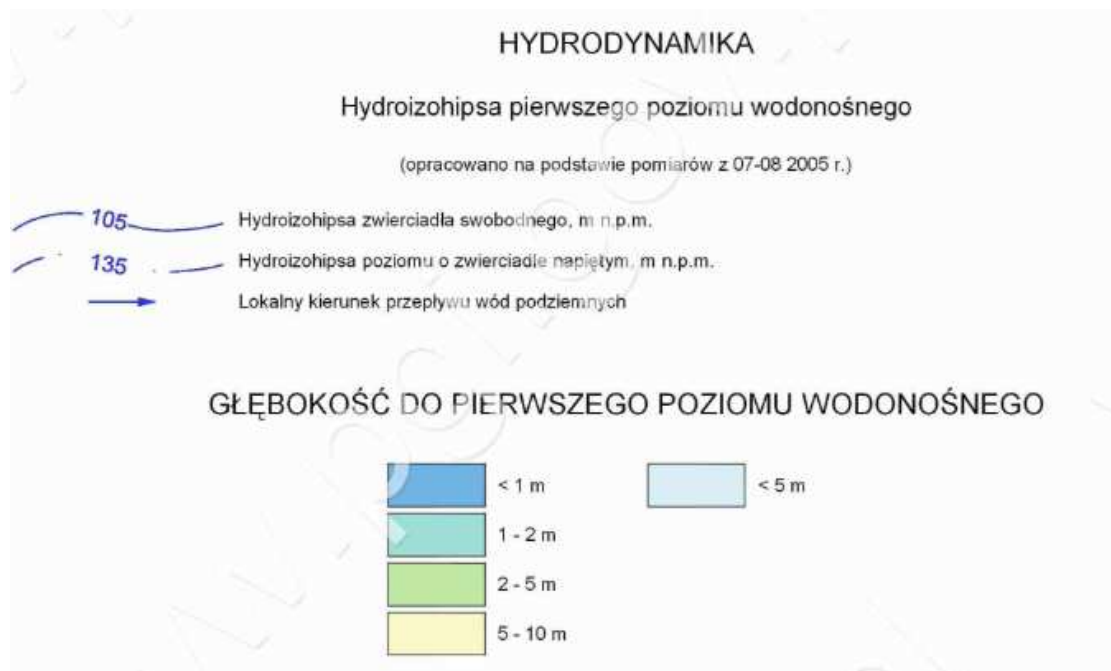 HYDRODYNAMIKA
Hydroizohipsa pierwszego poziomu wodonośnego
(opracowano na podstawie pomiarów z 07-08 2005 r.)
105 Hydroizohipsa zwierciadła swobodnego, m n.p.m.
135 Hydroizohipsa poziomu o zwierciadle napiętym, m n.p.m.
Lokalny kierunek przepływu wód podziemnych
GŁĘBOKOŚĆ DO PIERWSZEGO POZIOMU WODONOŚNEGO
< 1 m < 5 m
1 - 2 m
2 - 5 m
5 - 10 m